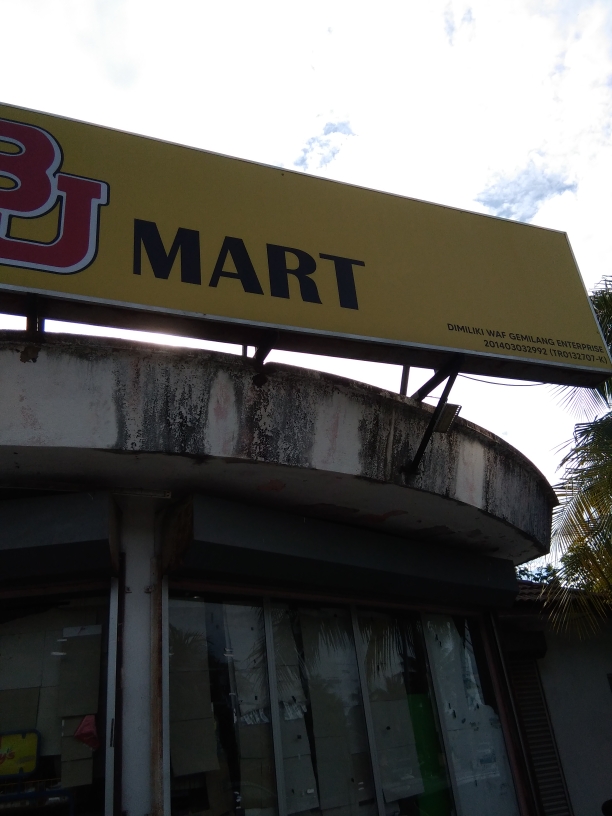 BJ MART
DIMILIKI WAF GEMILANG ENTERPRISE
201403032992 (TR0132707-K)